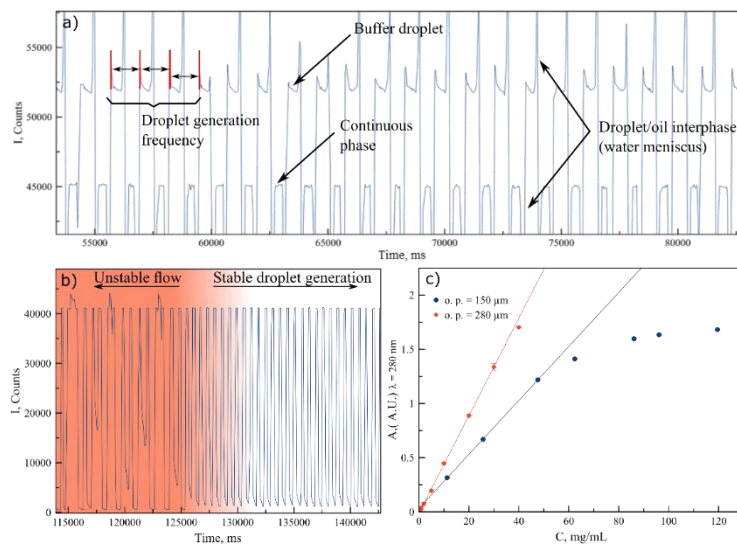 a)
55000
50000
45000
I, Counts
Buffer droplet
Droplet generation
frequency
Continuous
phase
Droplet/oil interphase
(water meniscus)
55000 60000 65000 70000 75000 80000
Time, ms
b)
Unstable flow
Stable droplet generation
40000
30000
20000
10000
0
I, Counts
115000 120000 125000 130000 135000 140000
Time, ms
c)
o. p. = 150 µm
o. p. = 280 µm
2
1.5
1
0.5
0
A,( A.U.) λ = 280 nm
0 20 40 60 80 100 120
C, mg/mL